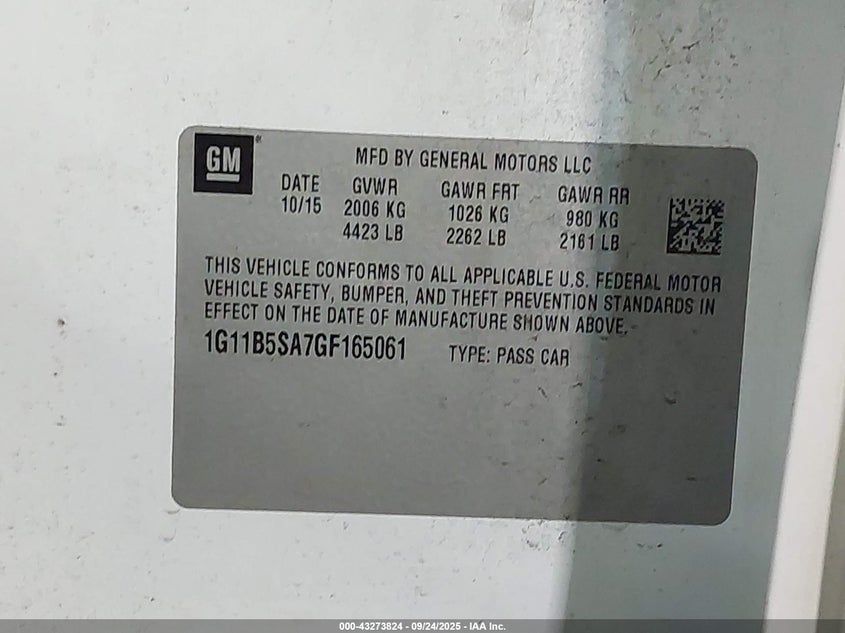 GM®
MFD BY GENERAL MOTORS LLC
DATE GVWR GAWR FRT GAWR RR
10/15 2006 KG 1026 KG 980 KG
4423 LB 2262 LB 2161 LB
THIS VEHICLE CONFORMS TO ALL APPLICABLE U.S. FEDERAL MOTOR
VEHICLE SAFETY, BUMPER, AND THEFT PREVENTION STANDARDS IN
EFFECT ON THE DATE OF MANUFACTURE SHOWN ABOVE.
1G11B5SA7GF165061 TYPE: PASS CAR
000-43273824 - 09/24/2025 - IAA Inc.